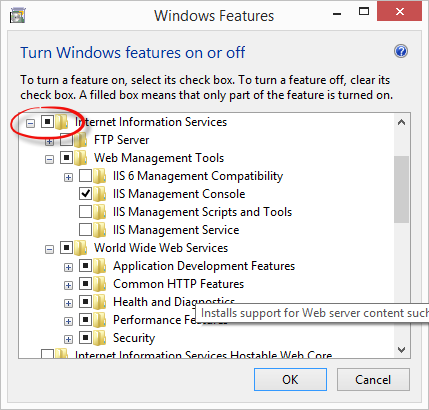 Windows Features
Turn Windows features on or off
To turn a feature on, select its check box. To turn a feature off, clear its
check box. A filled box means that only part of the feature is turned on.
Internet Information Services
FTP Server
Web Management Tools
IIS 6 Management Compatibility
IIS Management Console
IIS Management Scripts and Tools
IIS Management Service
World Wide Web Services
Application Development Features
Common HTTP Features
Health and Diagnostics
Installs support for Web server content such
Performance Features
Security
Internet Information Services Hostable Web Core
OK
Cancel